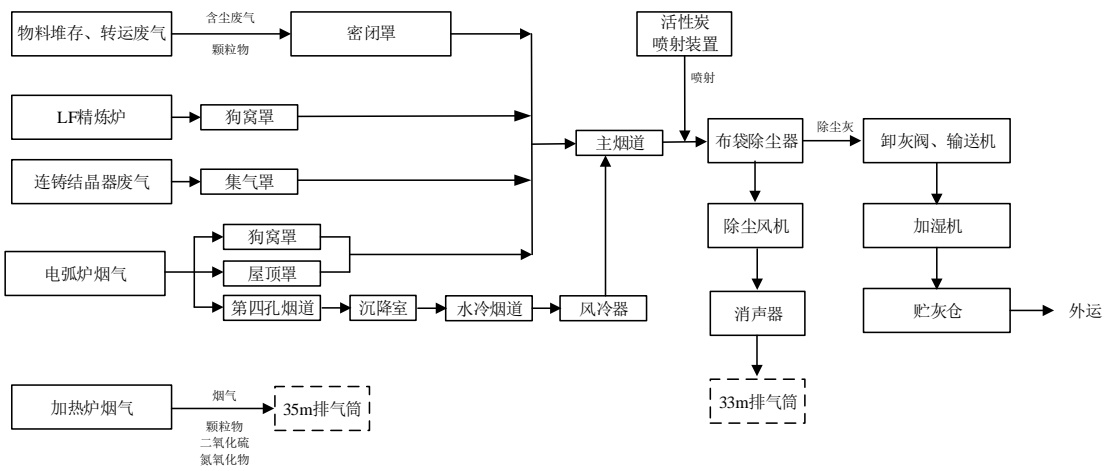 物料堆存、转运废气
含尘废气
颗粒物
密闭罩
活性炭
喷射装置
喷射
LF精炼炉
狗窝罩
主烟道
布袋除尘器
除尘灰
卸灰阀、输送机
连铸结晶器废气
集气罩
狗窝罩
除尘风机
加湿机
电弧炉烟气
屋顶罩
第四孔烟道
沉降室
水冷烟道
风冷器
消声器
贮灰仓
外运
加热炉烟气
烟气
颗粒物
二氧化硫
氮氧化物
35m排气筒
33m排气筒